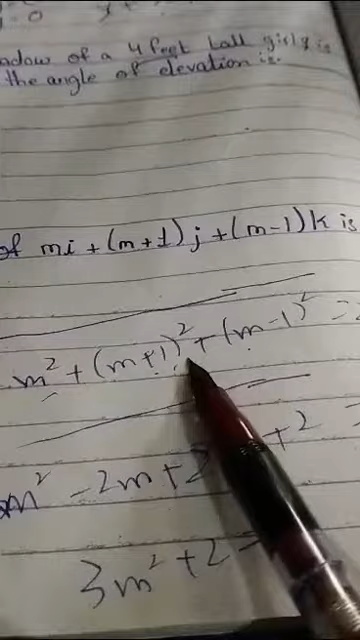 adow of a 4 feet tall girl is
the angle of elevation is.
of mi + (m+1)j + (m-1)k is
m² + (m+1)² + (m-1)² =
m² - 2m + 2 +2 =
3m² + 2 =